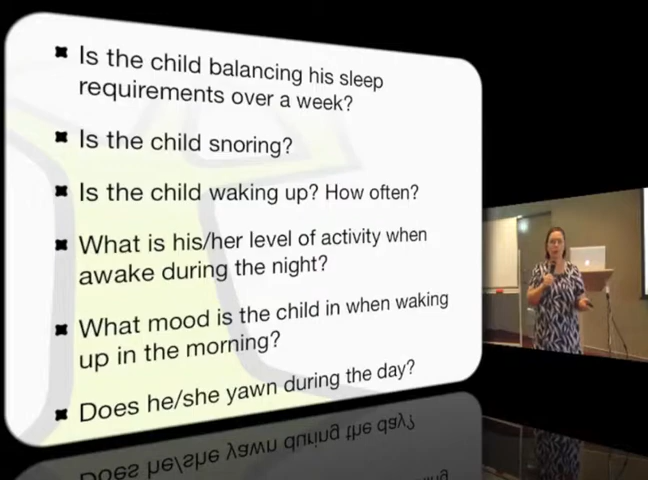 Is the child balancing his sleep
requirements over a week?
Is the child snoring?
Is the child waking up? How often?
What is his/her level of activity when
awake during the night?
What mood is the child in when waking
up in the morning?
Does he/she yawn during the day?